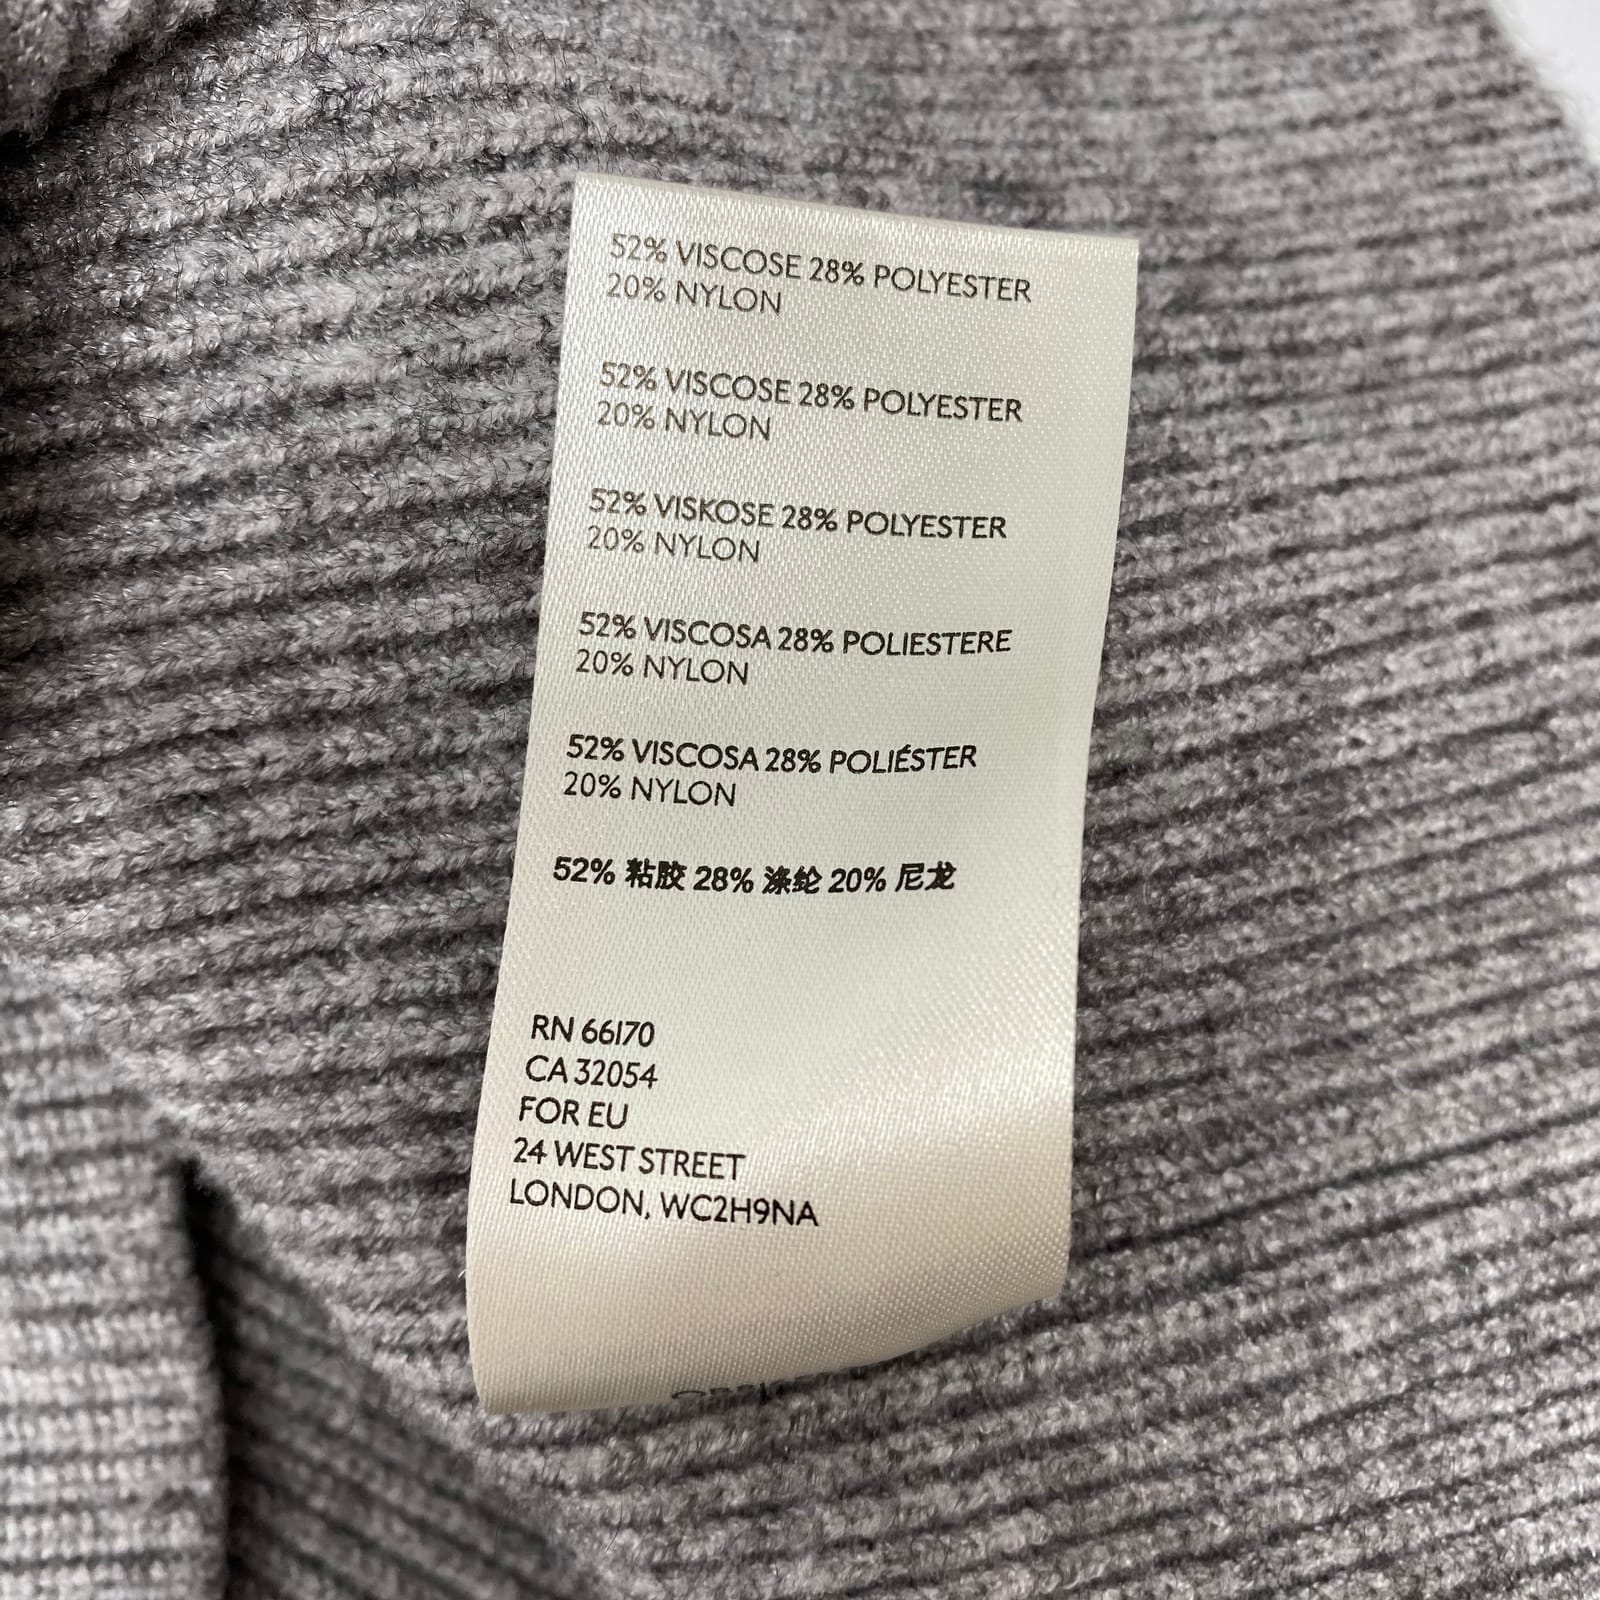 52% VISCOSE 28% POLYESTER
20% NYLON
52% VISCOSE 28% POLYESTER
20% NYLON
52% VISKOSE 28% POLYESTER
20% NYLON
52% VISCOSA 28% POLIESTERE
20% NYLON
52% VISCOSA 28% POLIÉSTER
20% NYLON
52% 粘胶 28% 涤纶 20% 尼龙
RN 66170
CA 32054
FOR EU
24 WEST STREET
LONDON, WC2H9NA